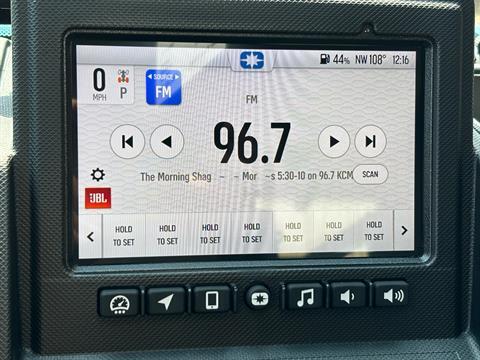 44% NW 108° 12:16
0
MPH
P
SOURCE
FM
FM
96.7
The Morning Shag - - Mor ~s 5:30-10 on 96.7 KCM
SCAN
JBL
HOLD HOLD HOLD HOLD HOLD HOLD HOLD
TO SET TO SET TO SET TO SET TO SET TO SET TO SET